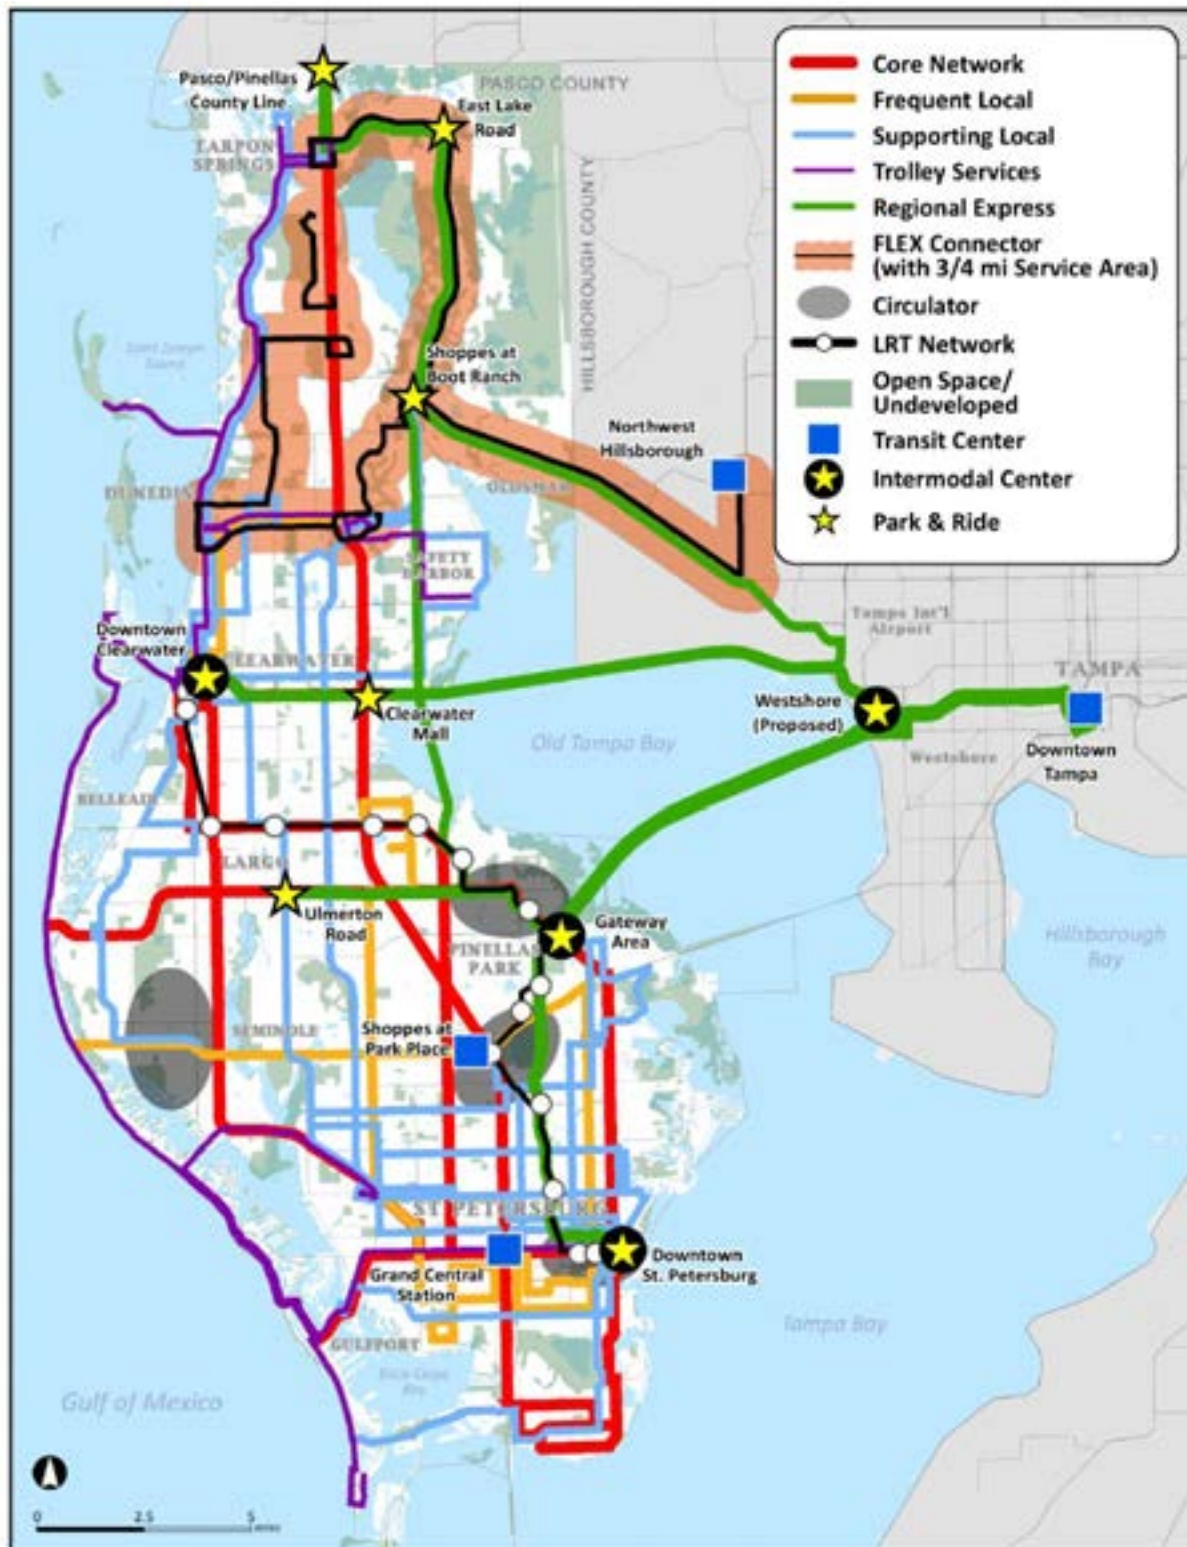 Pasco/Pinellas
County Line
PASCO COUNTY
East Lake
Road
TARPON
SPRINGS
HILLSBOROUGH COUNTY
Core Network
Frequent Local
Supporting Local
Trolley Services
Regional Express
FLEX Connector
(with 3/4 mi Service Area)
Circulator
LRT Network
Open Space/
Undeveloped
Transit Center
Intermodal Center
Park & Ride
Shoppes at
Boot Ranch
Northwest
Hillsborough
DUNEDIN
OLDSMAR
SAFETY
HARBOR
Tampa Int'l
Airport
Downtown
Clearwater
CLEARWATER
TAMPA
Clearwater
Mall
Westshore
(Proposed)
Old Tampa Bay
Westshore
Downtown
Tampa
BELLEAIR
LARGO
Ulmerton
Road
Gateway
Area
PINELLAS
PARK
Hillsborough
Bay
SEMINOLE
Shoppes at
Park Place
ST PETERSBURG
Grand Central
Station
Downtown
St. Petersburg
GULFPORT
Tampa Bay
Boca Ciega
Bay
Gulf of Mexico
0 2.5 5